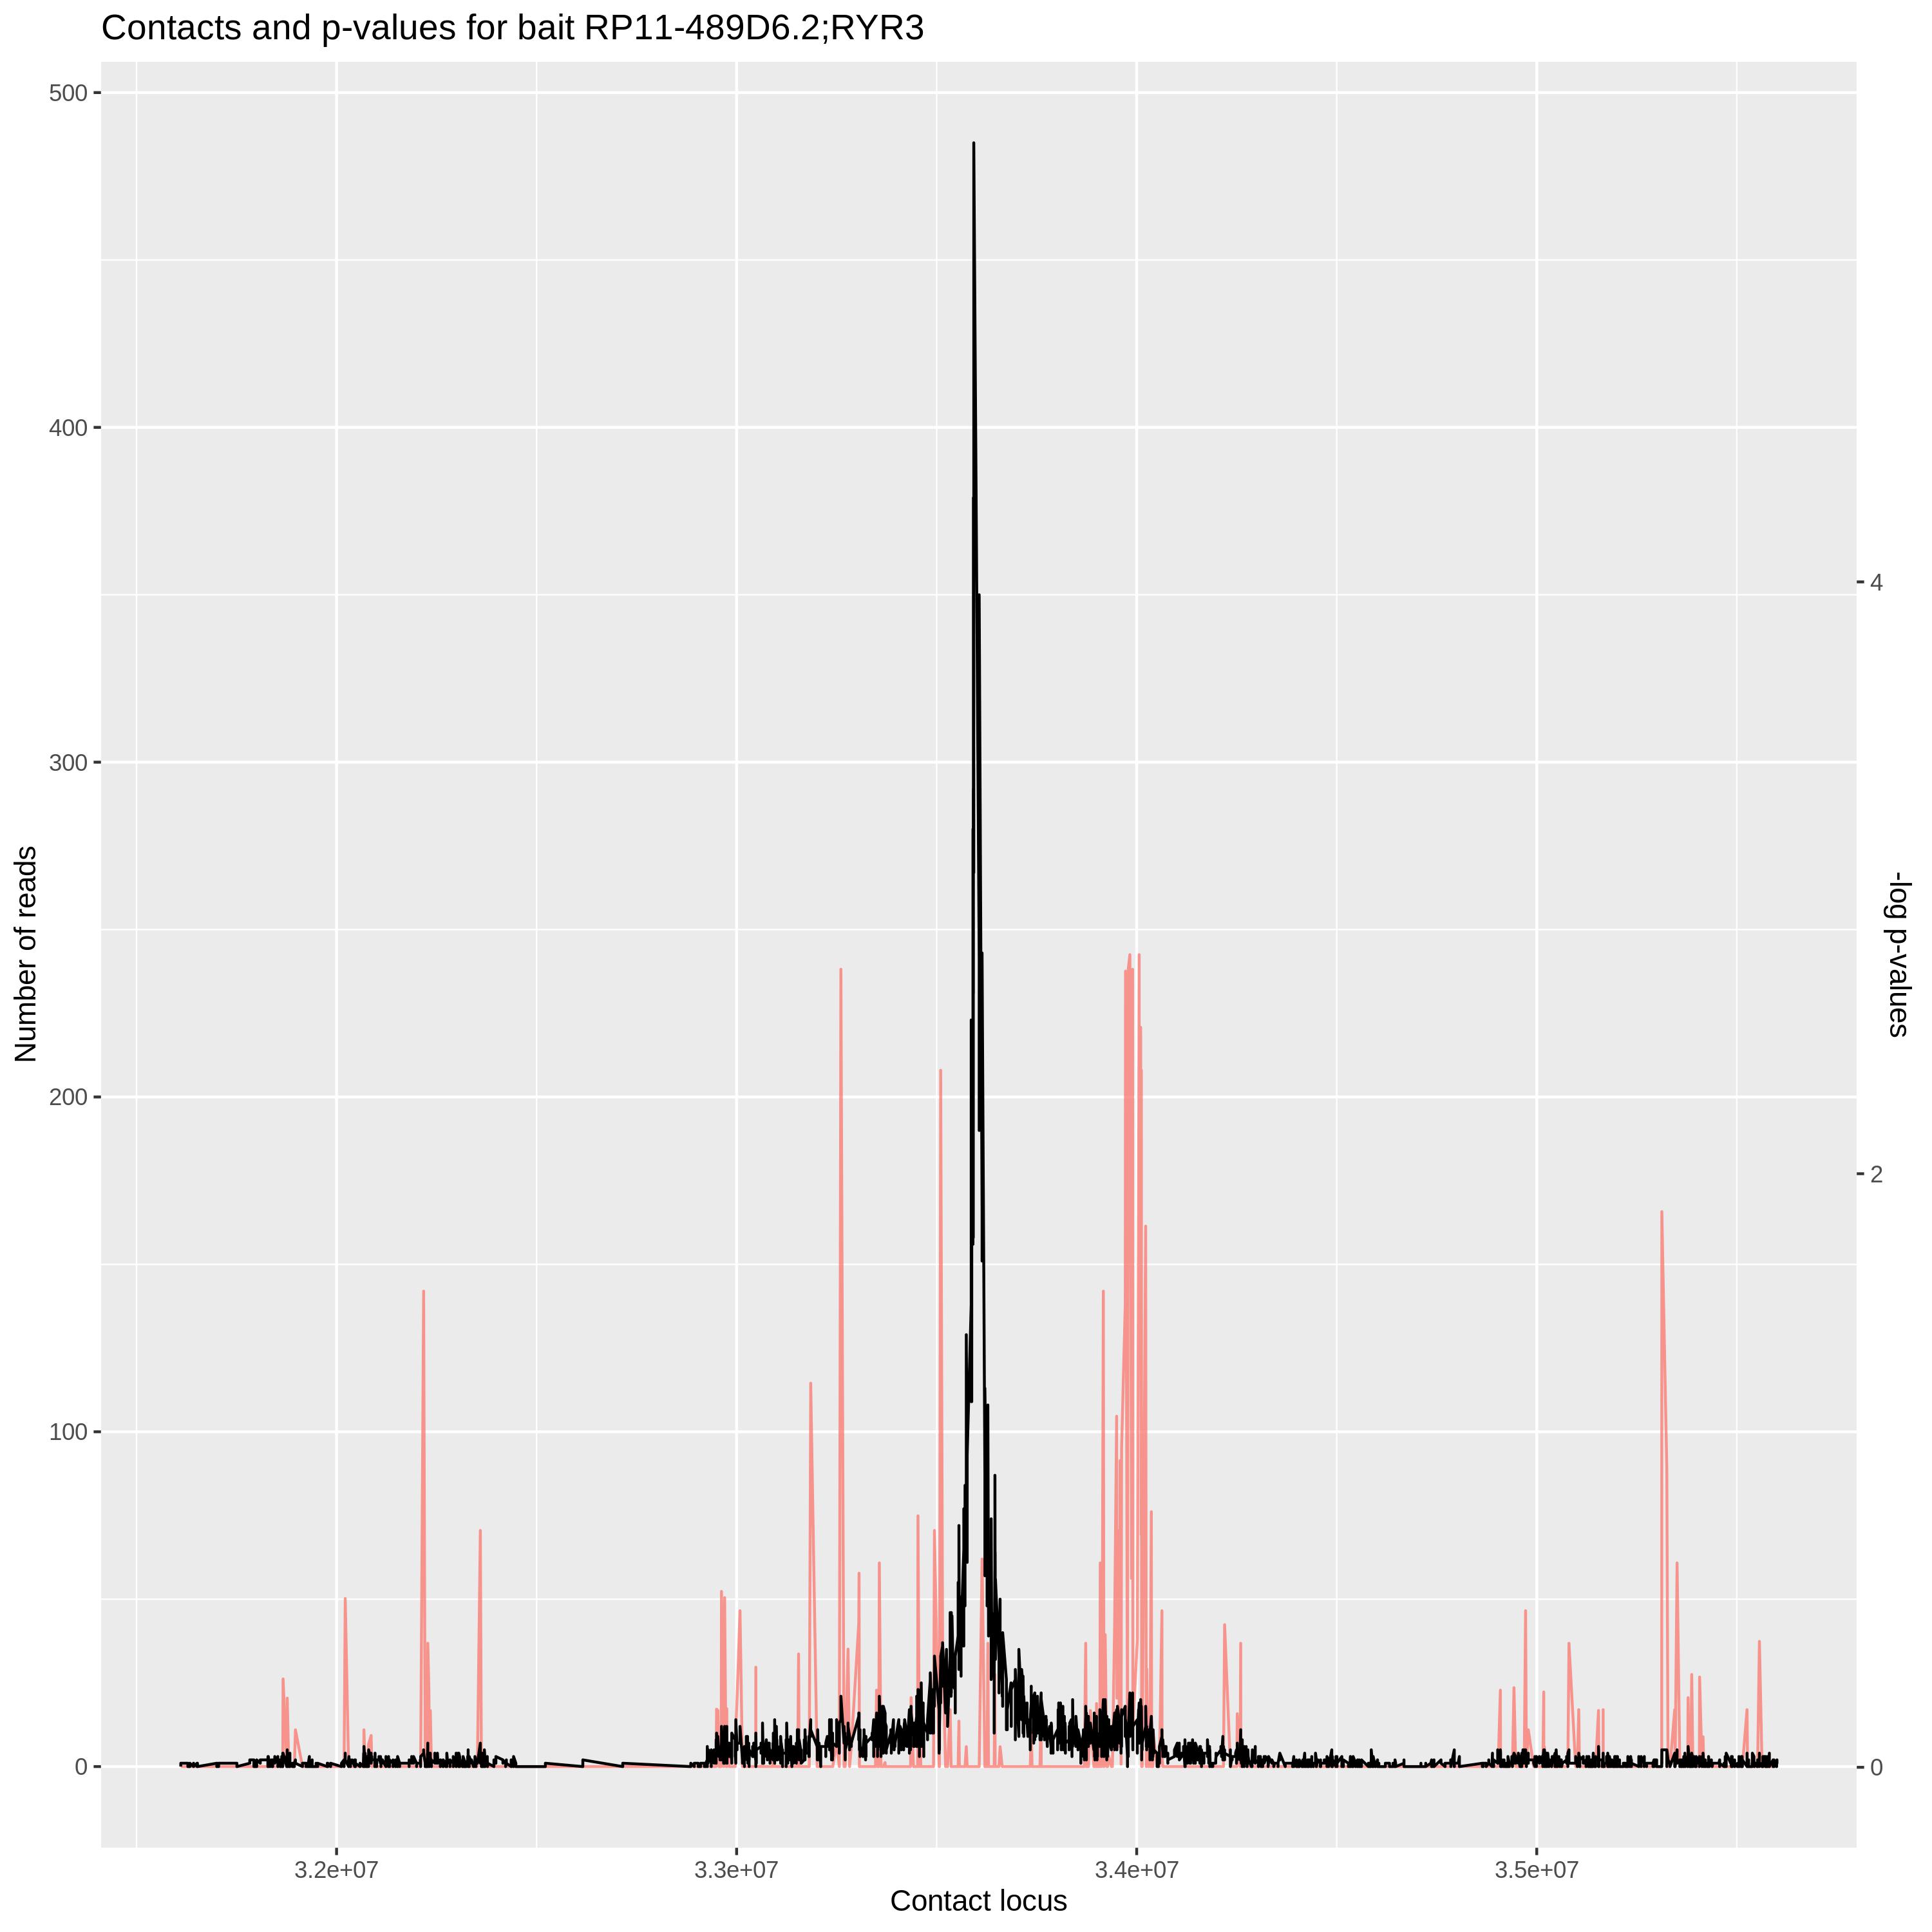 Contacts and p-values for bait RP11-489D6.2;RYR3
500
400
300
200
100
0
Number of reads
4
2
0
-log p-values
3.2e+07
3.3e+07
3.4e+07
3.5e+07
Contact locus